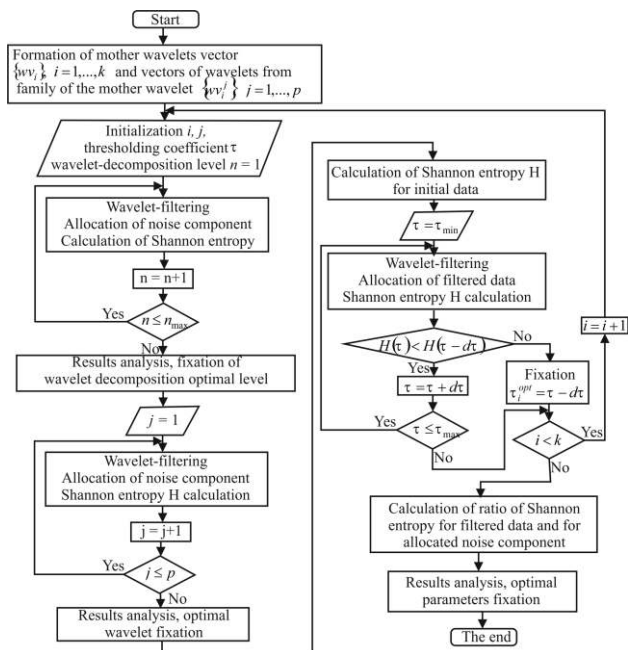 Start
Formation of mother wavelets vector
{wv_i}, i = 1,...,k and vectors of wavelets from
family of the mother wavelet {wv_i^j} j = 1,..., p
Initialization i, j,
thresholding coefficient τ
wavelet-decomposition level n = 1
Wavelet-filtering
Allocation of noise component
Calculation of Shannon entropy
n = n+1
Yes
n ≤ n_max
No
Results analysis, fixation of
wavelet decomposition optimal level
j = 1
Wavelet-filtering
Allocation of noise component
Shannon entropy H calculation
j = j+1
Yes
j ≤ p
No
Results analysis, optimal
wavelet fixation
Calculation of Shannon entropy H
for initial data
τ = τ_min
Wavelet-filtering
Allocation of filtered data
Shannon entropy H calculation
H(τ) < H(τ − dτ)
No
Yes
τ = τ + dτ
Fixation
τ_i^opt = τ − dτ
Yes
τ ≤ τ_max
No
i < k
Yes
i = i + 1
No
Calculation of ratio of Shannon
entropy for filtered data and for
allocated noise component
Results analysis, optimal
parameters fixation
The end